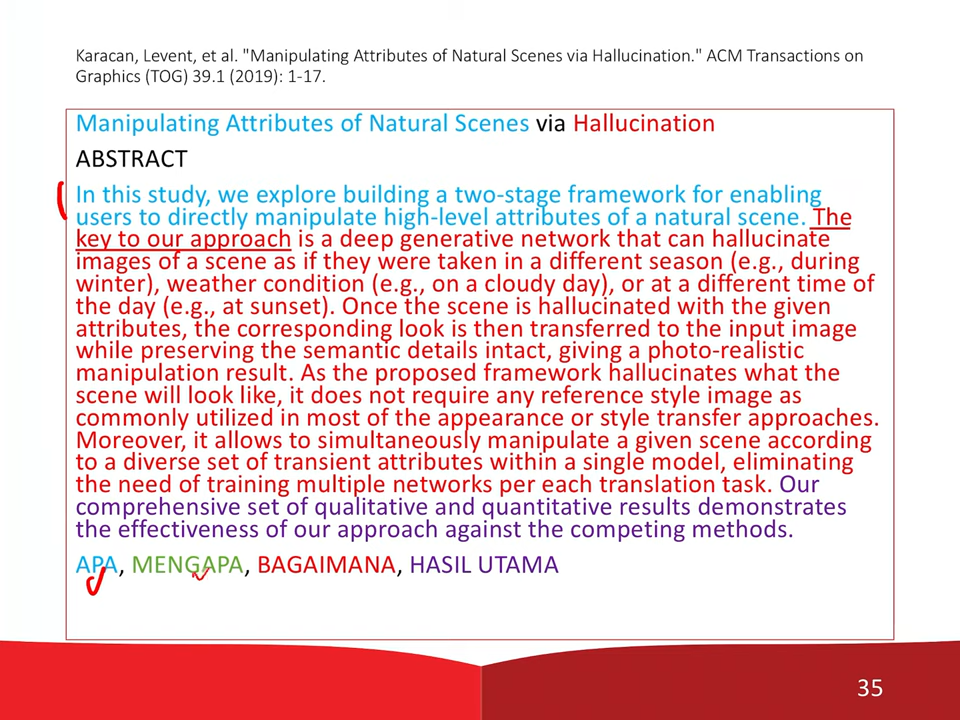 Karacan, Levent, et al. "Manipulating Attributes of Natural Scenes via Hallucination." ACM Transactions on
Graphics (TOG) 39.1 (2019): 1-17.
Manipulating Attributes of Natural Scenes via Hallucination
ABSTRACT
In this study, we explore building a two-stage framework for enabling
users to directly manipulate high-level attributes of a natural scene. The
key to our approach is a deep generative network that can hallucinate
images of a scene as if they were taken in a different season (e.g., during
winter), weather condition (e.g., on a cloudy day), or at a different time of
the day (e.g., at sunset). Once the scene is hallucinated with the given
attributes, the corresponding look is then transferred to the input image
while preserving the semantic details intact, giving a photo-realistic
manipulation result. As the proposed framework hallucinates what the
scene will look like, it does not require any reference style image as
commonly utilized in most of the appearance or style transfer approaches.
Moreover, it allows to simultaneously manipulate a given scene according
to a diverse set of transient attributes within a single model, eliminating
the need of training multiple networks per each translation task. Our
comprehensive set of qualitative and quantitative results demonstrates
the effectiveness of our approach against the competing methods.
APA, MENGAPA, BAGAIMANA, HASIL UTAMA
35